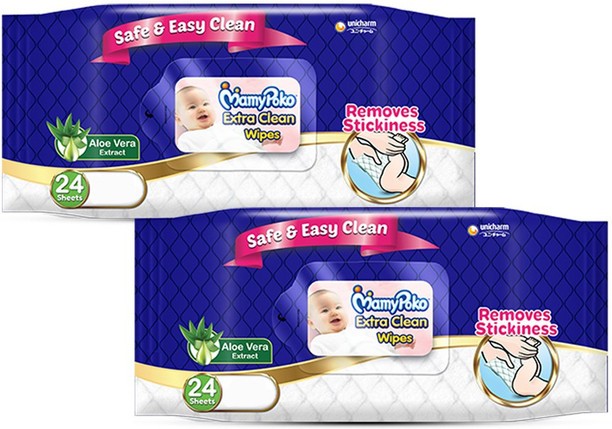 Safe & Easy Clean
unicharm
ユニ・チャーム
MamyPoko
Extra Clean
Wipes
Removes
Stickiness
Aloe Vera
Extract
24
Sheets
Safe & Easy Clean
unicharm
ユニ・チャーム
MamyPoko
Extra Clean
Wipes
Removes
Stickiness
Aloe Vera
Extract
24
Sheets